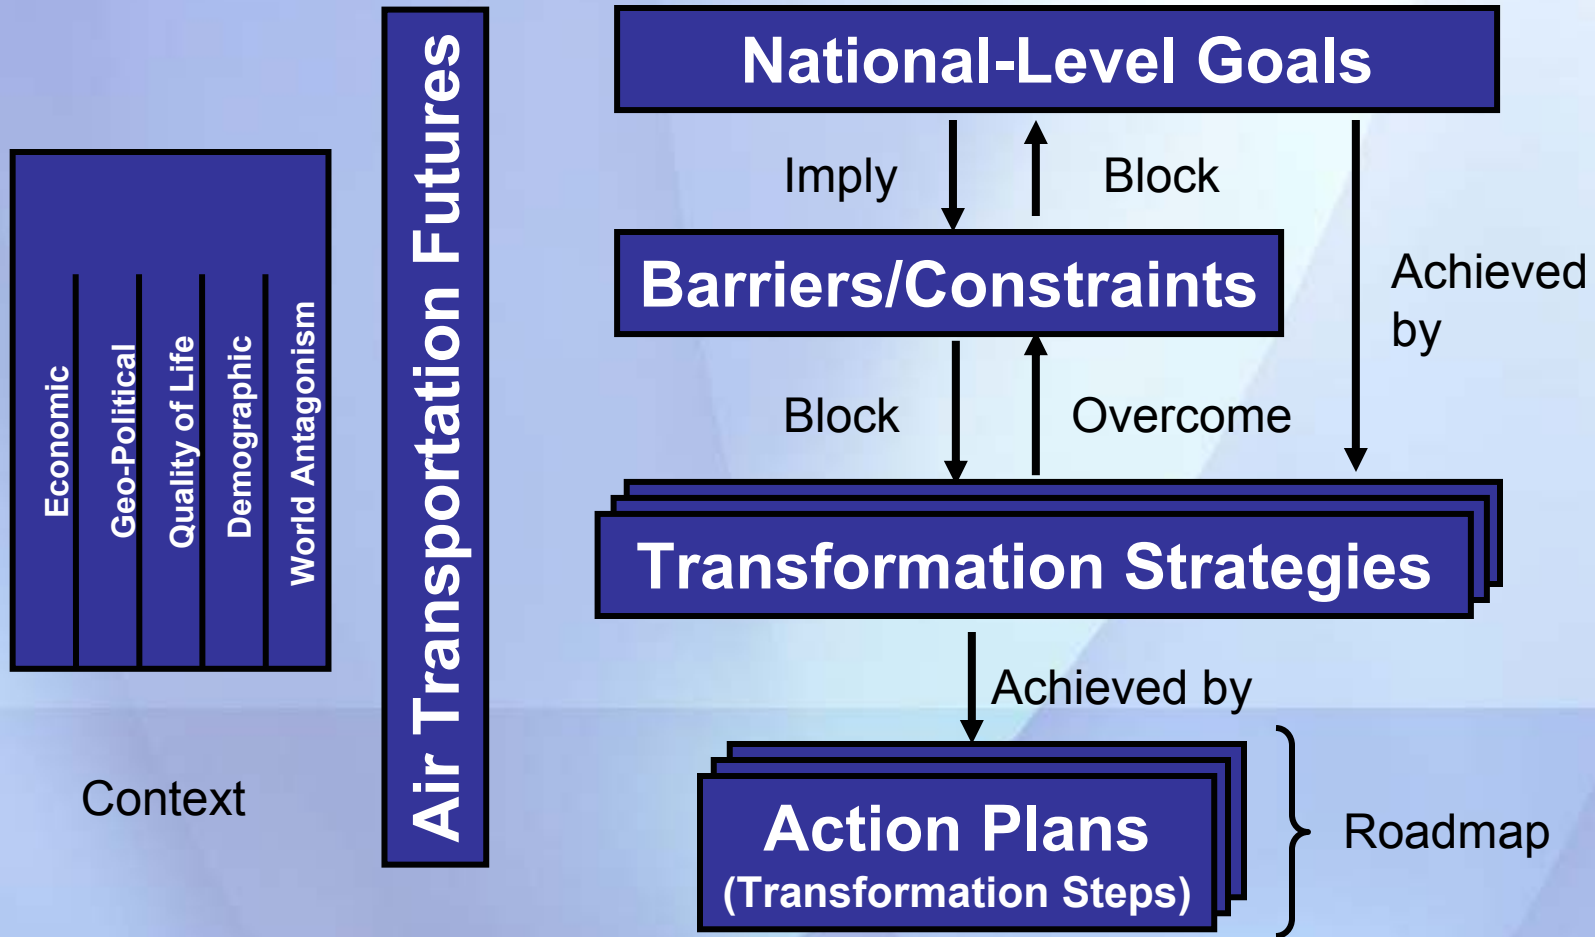 Economic
Geo-Political
Quality of Life
Demographic
World Antagonism
Context
Air Transportation Futures
National-Level Goals
Imply
Block
Barriers/Constraints
Achieved
by
Block
Overcome
Transformation Strategies
Achieved by
Action Plans
(Transformation Steps)
Roadmap